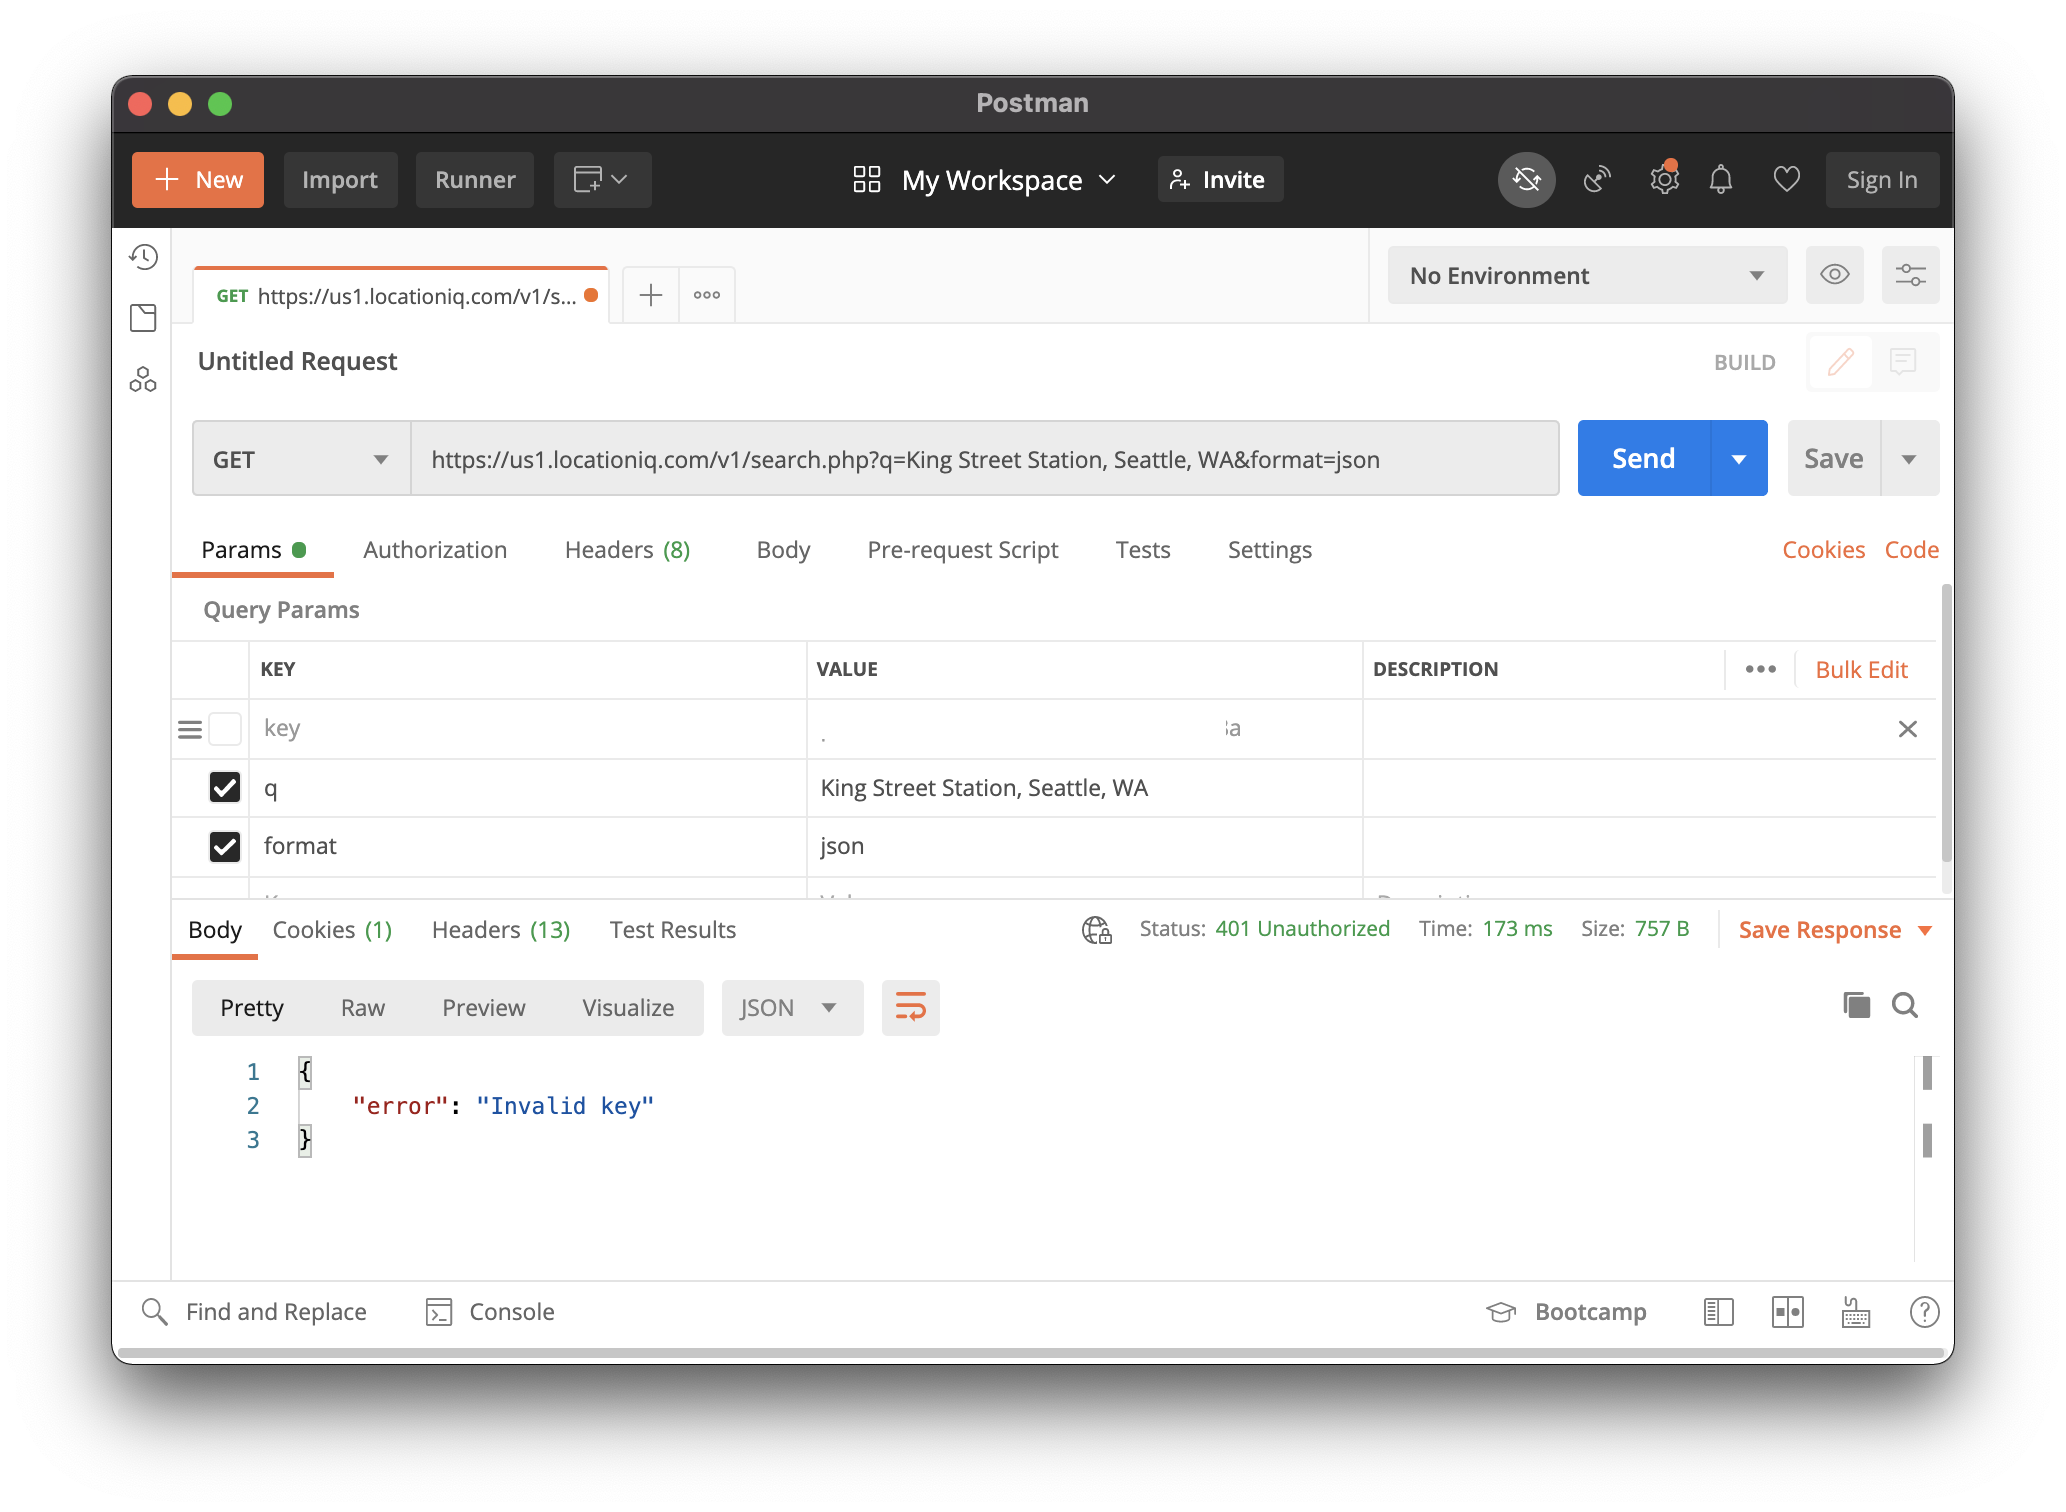 Postman
New Import Runner My Workspace Invite Sign In
GET https://us1.locationiq.com/v1/s... No Environment
Untitled Request BUILD
GET https://us1.locationiq.com/v1/search.php?q=King Street Station, Seattle, WA&format=json Send Save
Params Authorization Headers (8) Body Pre-request Script Tests Settings Cookies Code
Query Params
KEY VALUE DESCRIPTION Bulk Edit
key
q King Street Station, Seattle, WA
format json
Body Cookies (1) Headers (13) Test Results Status: 401 Unauthorized Time: 173 ms Size: 757 B Save Response
Pretty Raw Preview Visualize JSON
1 {
2 "error": "Invalid key"
3 }
Find and Replace Console Bootcamp